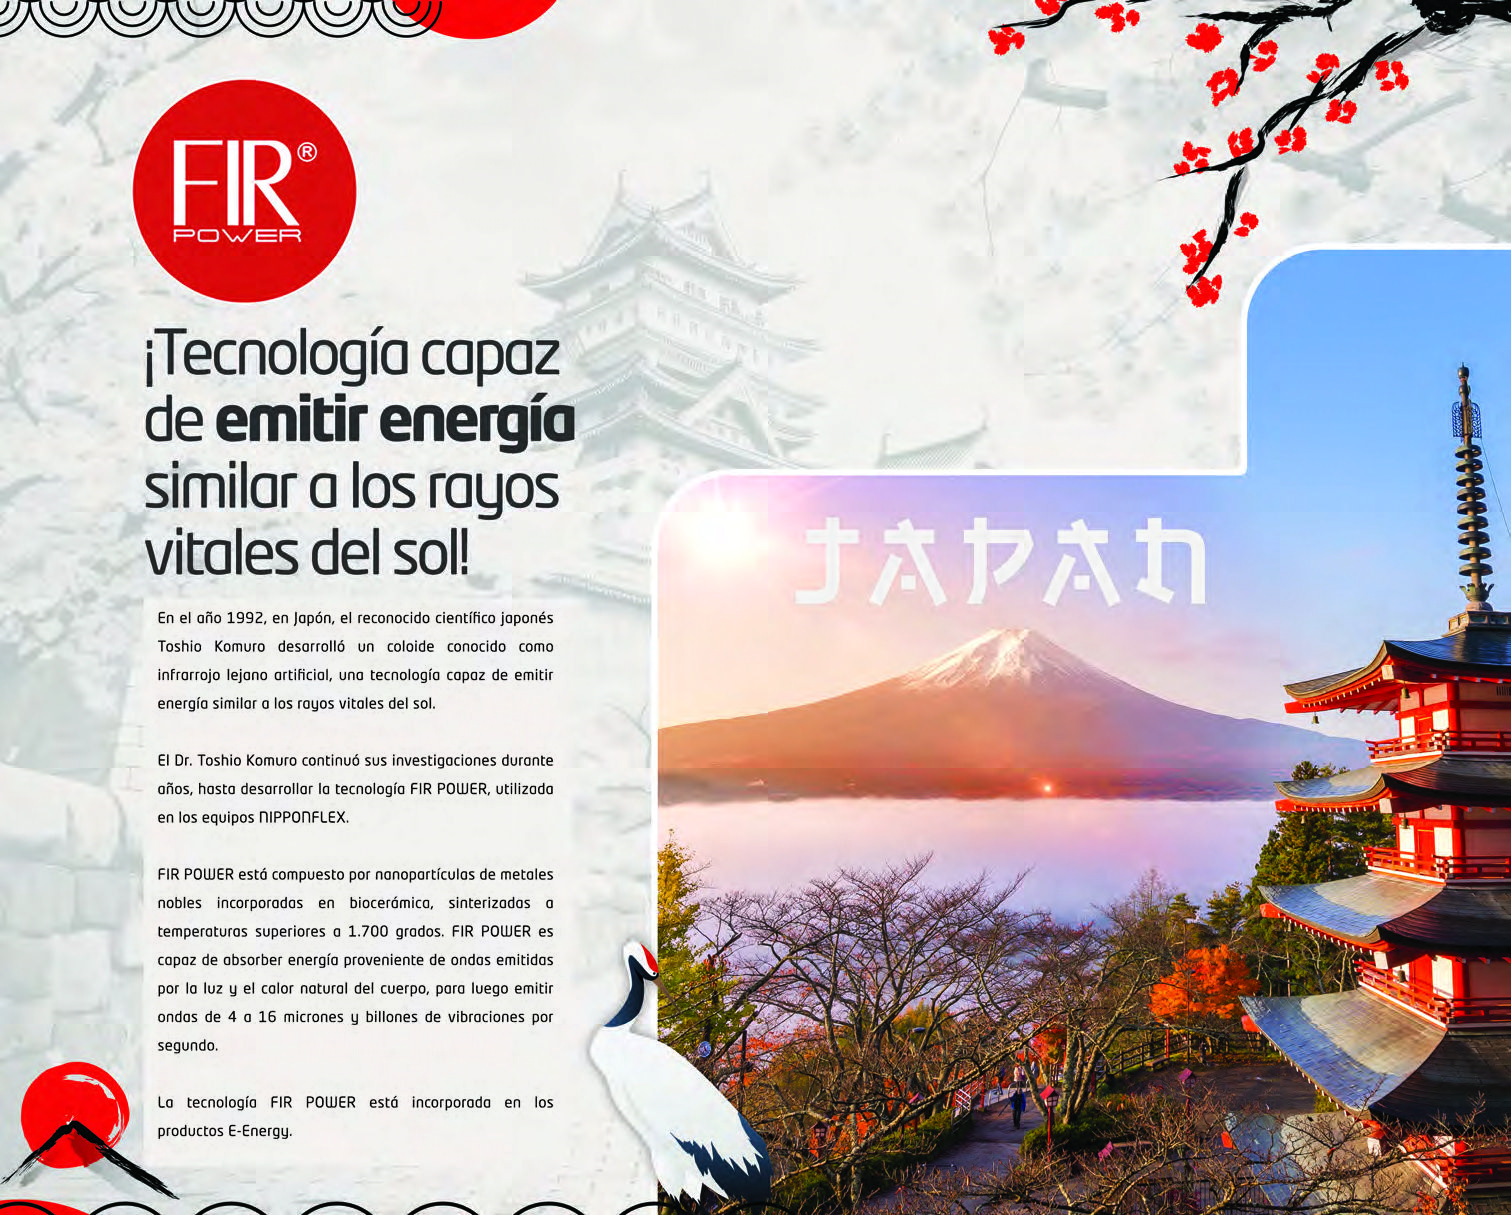 FIR®
POWER
¡Tecnología capaz
de emitir energía
similar a los rayos
vitales del sol!
JAPAN
En el año 1992, en Japón, el reconocido científico japonés
Toshio Komuro desarrolló un coloide conocido como
infrarrojo lejano artificial, una tecnología capaz de emitir
energía similar a los rayos vitales del sol.
El Dr. Toshio Komuro continuó sus investigaciones durante
años, hasta desarrollar la tecnología FIR POWER, utilizada
en los equipos NIPPONFLEX.
FIR POWER está compuesto por nanopartículas de metales
nobles incorporadas en biocerámica, sinterizadas a
temperaturas superiores a 1.700 grados. FIR POWER es
capaz de absorber energía proveniente de ondas emitidas
por la luz y el calor natural del cuerpo, para luego emitir
ondas de 4 a 16 micrones y billones de vibraciones por
segundo.
La tecnología FIR POWER está incorporada en los
productos E-Energy.